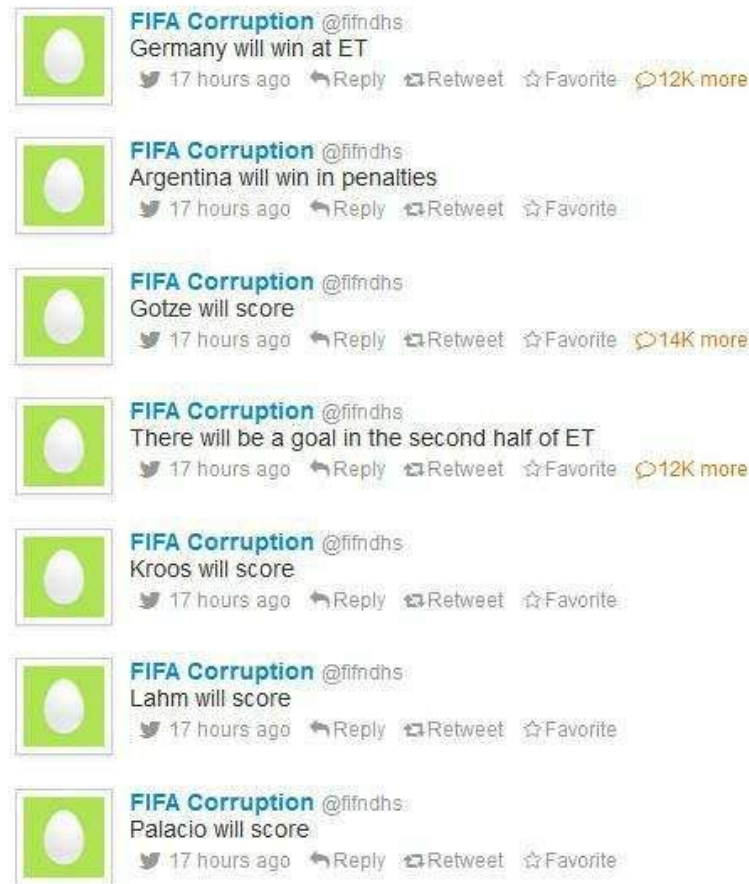 FIFA Corruption @fifndhs
Germany will win at ET
17 hours ago Reply Retweet Favorite 12K more
FIFA Corruption @fifndhs
Argentina will win in penalties
17 hours ago Reply Retweet Favorite
FIFA Corruption @fifndhs
Gotze will score
17 hours ago Reply Retweet Favorite 14K more
FIFA Corruption @fifndhs
There will be a goal in the second half of ET
17 hours ago Reply Retweet Favorite 12K more
FIFA Corruption @fifndhs
Kroos will score
17 hours ago Reply Retweet Favorite
FIFA Corruption @fifndhs
Lahm will score
17 hours ago Reply Retweet Favorite
FIFA Corruption @fifndhs
Palacio will score
17 hours ago Reply Retweet Favorite